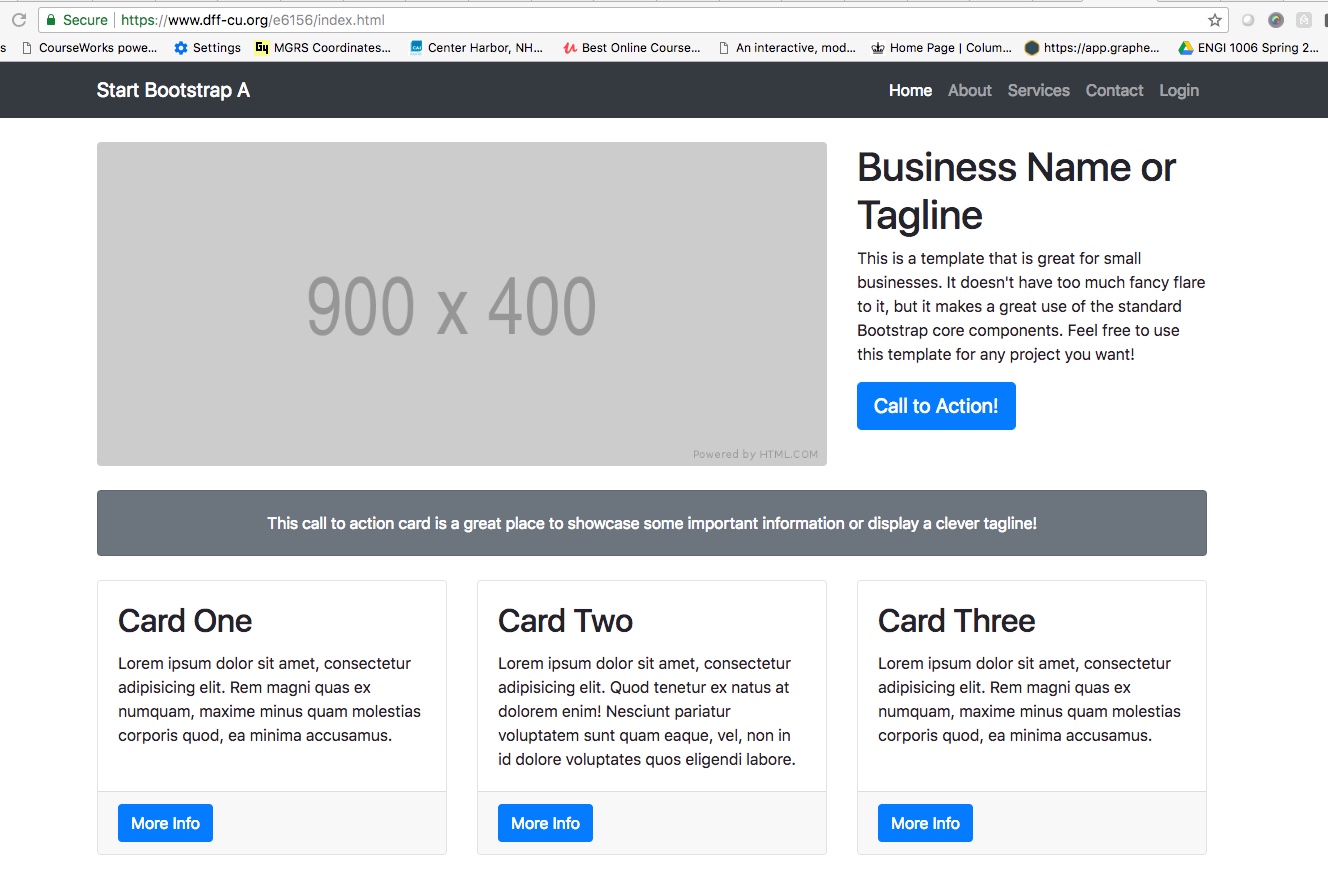 Secure https://www.dff-cu.org/e6156/index.html
s CourseWorks powe... Settings Gy MGRS Coordinates... Center Harbor, NH... Best Online Course... An interactive, mod... Home Page | Colum... https://app.graphe... ENGI 1006 Spring 2...
Start Bootstrap A Home About Services Contact Login
900 x 400
Powered by HTML.COM
Business Name or
Tagline
This is a template that is great for small
businesses. It doesn't have too much fancy flare
to it, but it makes a great use of the standard
Bootstrap core components. Feel free to use
this template for any project you want!
Call to Action!
This call to action card is a great place to showcase some important information or display a clever tagline!
Card One
Lorem ipsum dolor sit amet, consectetur
adipisicing elit. Rem magni quas ex
numquam, maxime minus quam molestias
corporis quod, ea minima accusamus.
More Info
Card Two
Lorem ipsum dolor sit amet, consectetur
adipisicing elit. Quod tenetur ex natus at
dolorem enim! Nesciunt pariatur
voluptatem sunt quam eaque, vel, non in
id dolore voluptates quos eligendi labore.
More Info
Card Three
Lorem ipsum dolor sit amet, consectetur
adipisicing elit. Rem magni quas ex
numquam, maxime minus quam molestias
corporis quod, ea minima accusamus.
More Info